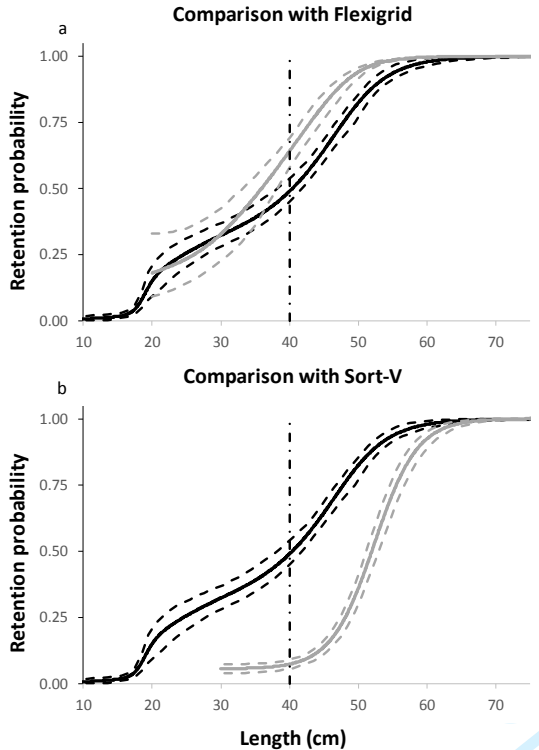 Comparison with Flexigrid
a
Retention probability
1.00
0.75
0.50
0.25
0.00
10 20 30 40 50 60 70
b
Comparison with Sort-V
Retention probability
1.00
0.75
0.50
0.25
0.00
10 20 30 40 50 60 70
Length (cm)